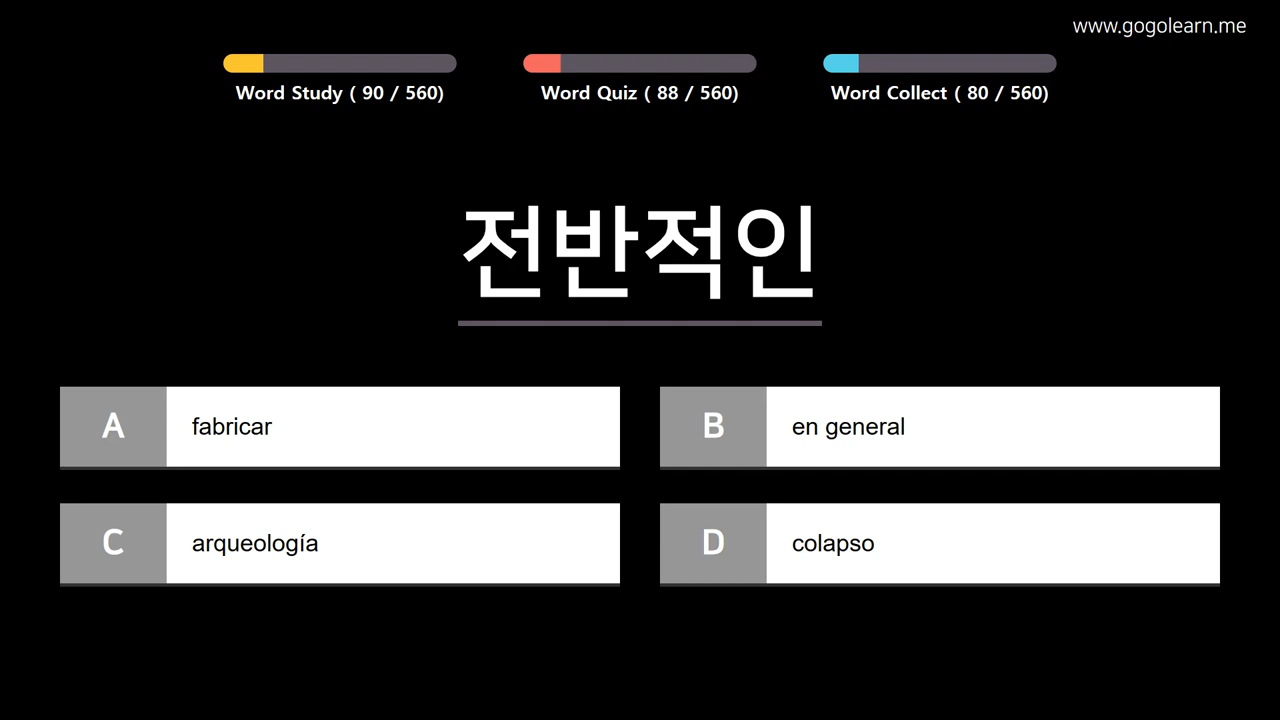 www.gogolearn.me
Word Study ( 90 / 560)
Word Quiz ( 88 / 560)
Word Collect ( 80 / 560)
전반적인
A fabricar
B en general
C arqueología
D colapso